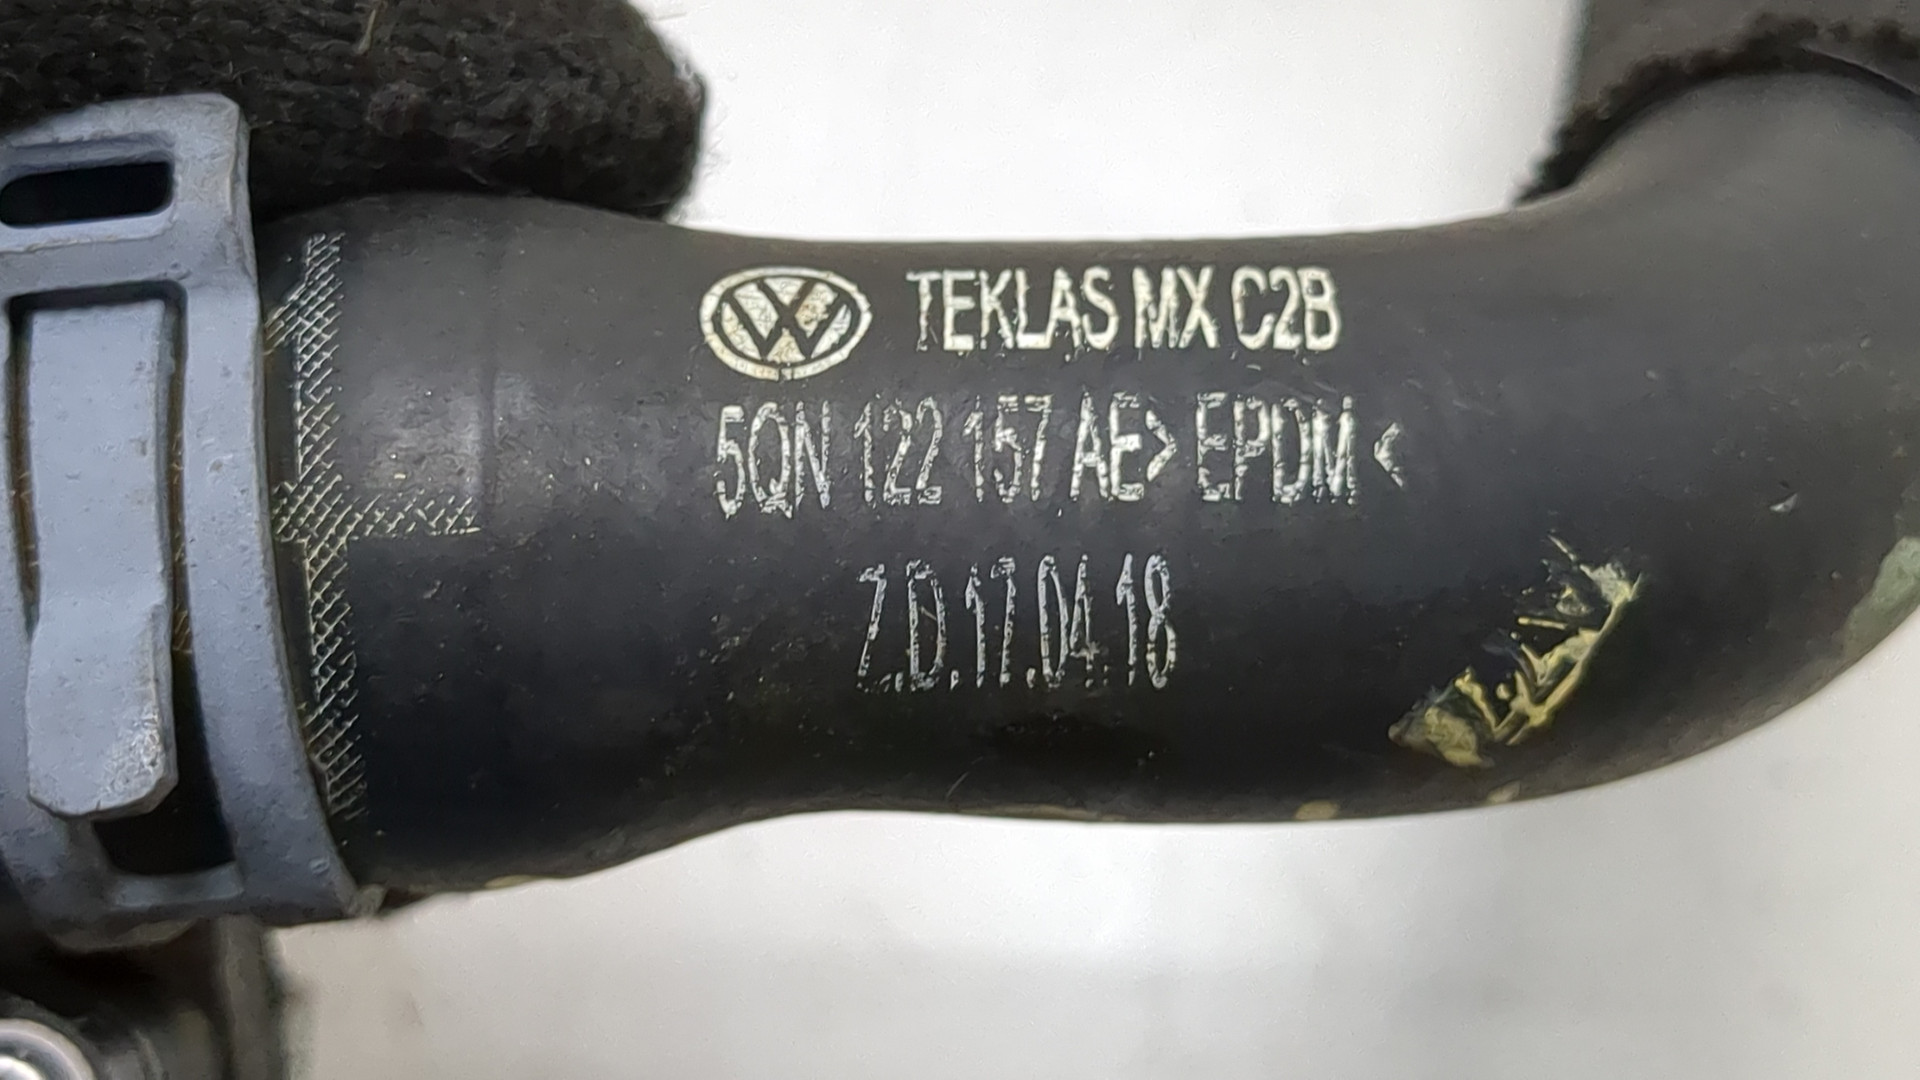 TEKLAS MX C2B
5QN 122 157 AE> EPDM <
Z.D.17.04.18